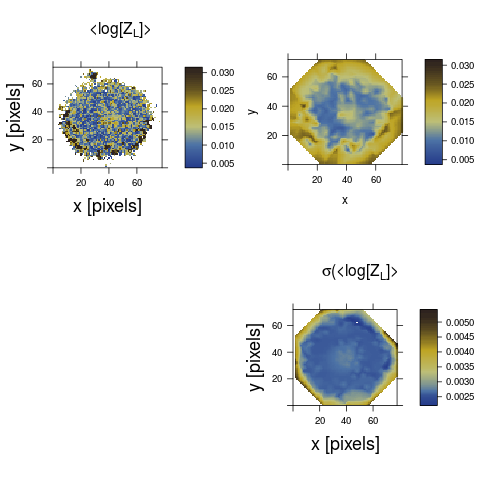 <log[Z_L]>
60
40
20
20 40 60
x [pixels]
y [pixels]
0.030
0.025
0.020
0.015
0.010
0.005
60
40
20
20 40 60
x
y
0.030
0.025
0.020
0.015
0.010
0.005
σ(<log[Z_L]>
60
40
20
20 40 60
x [pixels]
y [pixels]
0.0050
0.0045
0.0040
0.0035
0.0030
0.0025